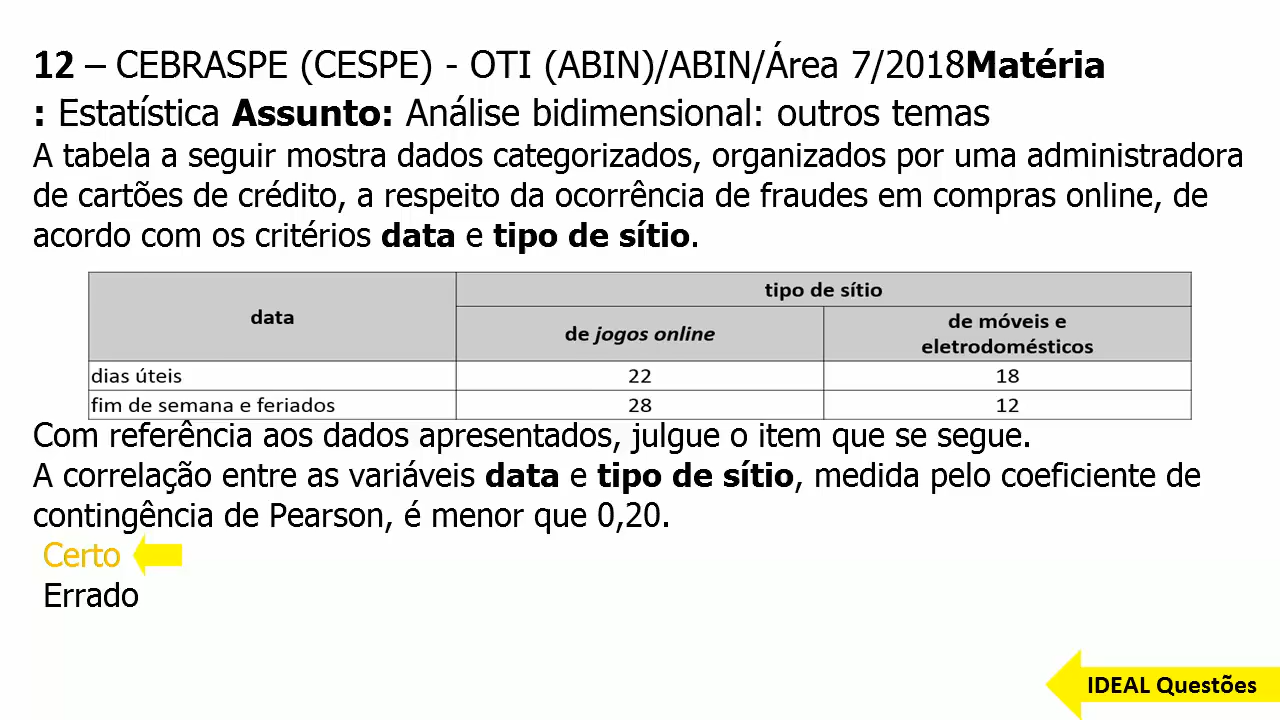 12 – CEBRASPE (CESPE) - OTI (ABIN)/ABIN/Área 7/2018Matéria
: Estatística Assunto: Análise bidimensional: outros temas
A tabela a seguir mostra dados categorizados, organizados por uma administradora
de cartões de crédito, a respeito da ocorrência de fraudes em compras online, de
acordo com os critérios data e tipo de sítio.
data
tipo de sítio
de jogos online
de móveis e
eletrodomésticos
dias úteis 22 18
fim de semana e feriados 28 12
Com referência aos dados apresentados, julgue o item que se segue.
A correlação entre as variáveis data e tipo de sítio, medida pelo coeficiente de
contingência de Pearson, é menor que 0,20.
Certo
Errado
IDEAL Questões